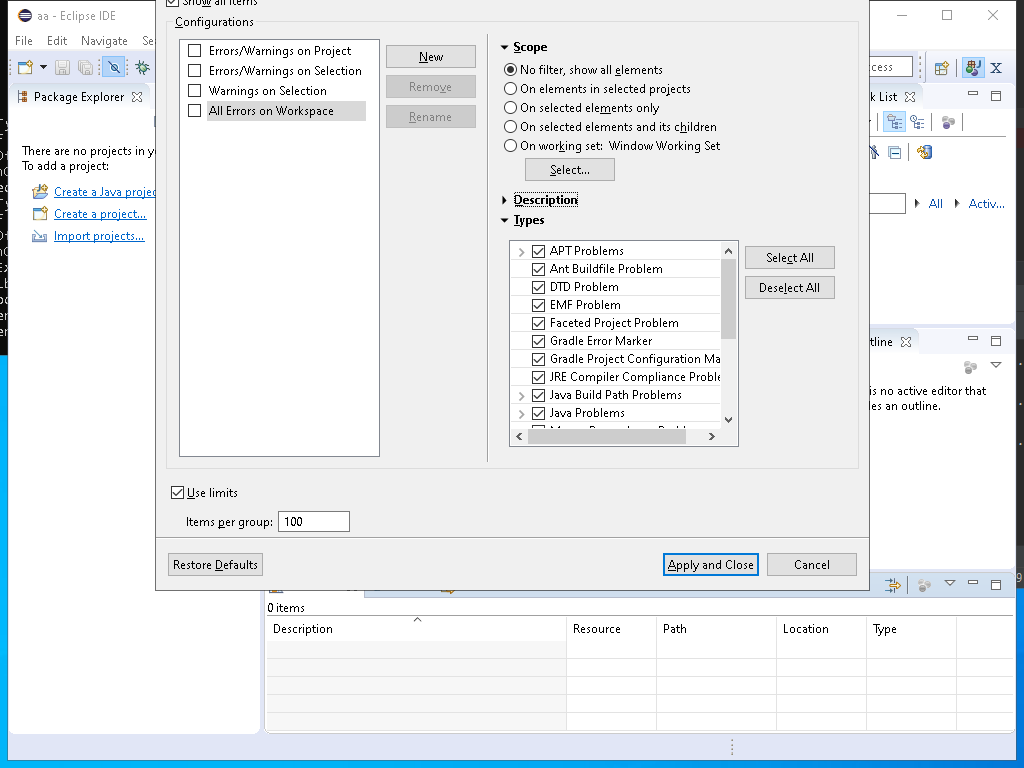 aa - Eclipse IDE
Show all items
Configurations
File Edit Navigate Se
Errors/Warnings on Project
Errors/Warnings on Selection
Warnings on Selection
All Errors on Workspace
New
Remove
Rename
Scope
No filter, show all elements
On elements in selected projects
On selected elements only
On selected elements and its children
On working set: Window Working Set
Select...
Description
Types
APT Problems
Ant Buildfile Problem
DTD Problem
EMF Problem
Faceted Project Problem
Gradle Error Marker
Gradle Project Configuration Ma
JRE Compiler Compliance Proble
Java Build Path Problems
Java Problems
Select All
Deselect All
Use limits
Items per group: 100
Restore Defaults
Apply and Close
Cancel
Package Explorer
There are no projects in y
To add a project:
Create a Java projec
Create a project...
Import projects...
cess
k List
All
Activ...
tline
is no active editor that
les an outline.
0 items
Description Resource Path Location Type